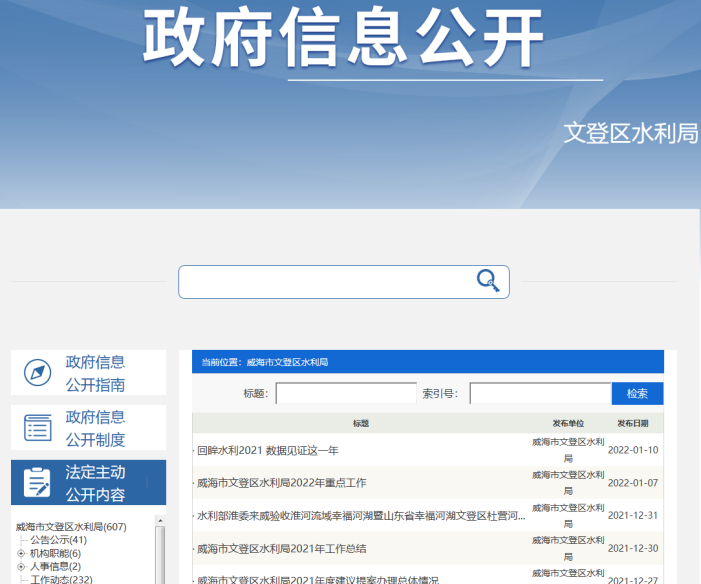 政府信息公开
文登区水利局
政府信息
公开指南
政府信息
公开制度
法定主动
公开内容
威海市文登区水利局(607)
公告公示(41)
机构职能(6)
人事信息(2)
工作动态(232)
当前位置：威海市文登区水利局
标题： 索引号： 检索
标题 发布单位 发布日期
· 回眸水利2021 数据见证这一年 威海市文登区水利局 2022-01-10
· 威海市文登区水利局2022年重点工作 威海市文登区水利局 2022-01-07
· 水利部淮委来威验收淮河流域幸福河湖暨山东省幸福河湖文登区杜营河... 威海市文登区水利局 2021-12-31
· 威海市文登区水利局2021年工作总结 威海市文登区水利局 2021-12-30
· 威海市文登区水利局2021年度建议提案办理总体情况 威海市文登区水利 2021-12-27